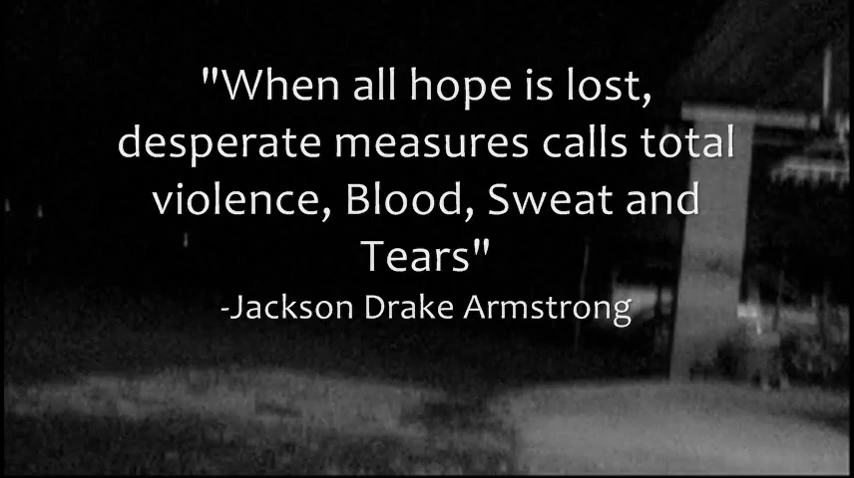 "When all hope is lost,
desperate measures calls total
violence, Blood, Sweat and
Tears"
-Jackson Drake Armstrong